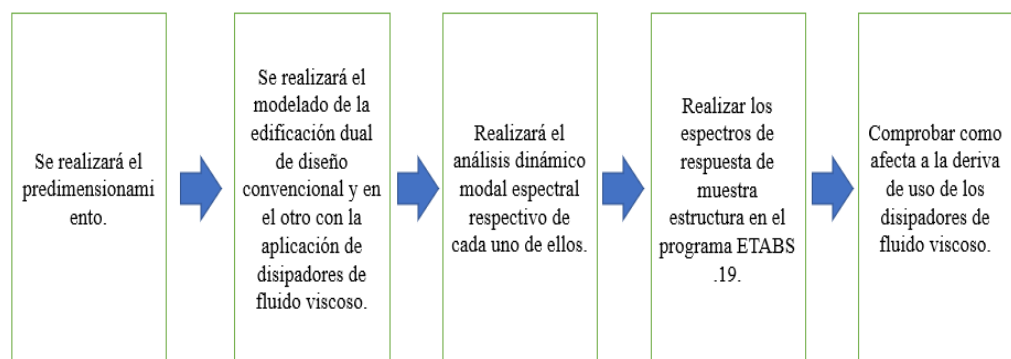 Se realizará el
predimensionami
ento.
Se realizará el
modelado de la
edificación dual
de diseño
convencional y en
el otro con la
aplicación de
disipadores de
fluido viscoso.
Realizará el
análisis dinámico
modal espectral
respectivo de
cada uno de ellos.
Realizar los
espectros de
respuesta de
muestra
estructura en el
programa ETABS
.19.
Comprobar como
afecta a la deriva
de uso de los
disipadores de
fluido viscoso.